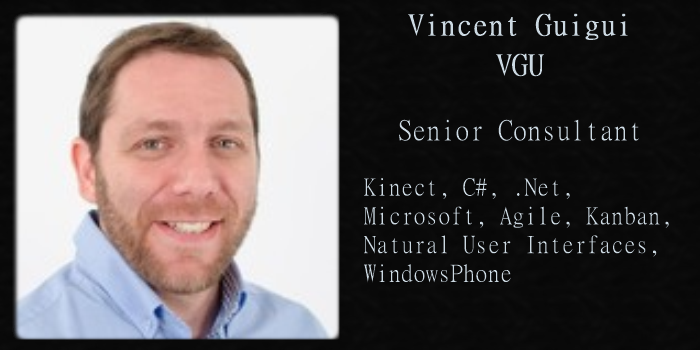 Vincent Guigui
VGU
Senior Consultant
Kinect, C#, .Net,
Microsoft, Agile, Kanban,
Natural User Interfaces,
WindowsPhone